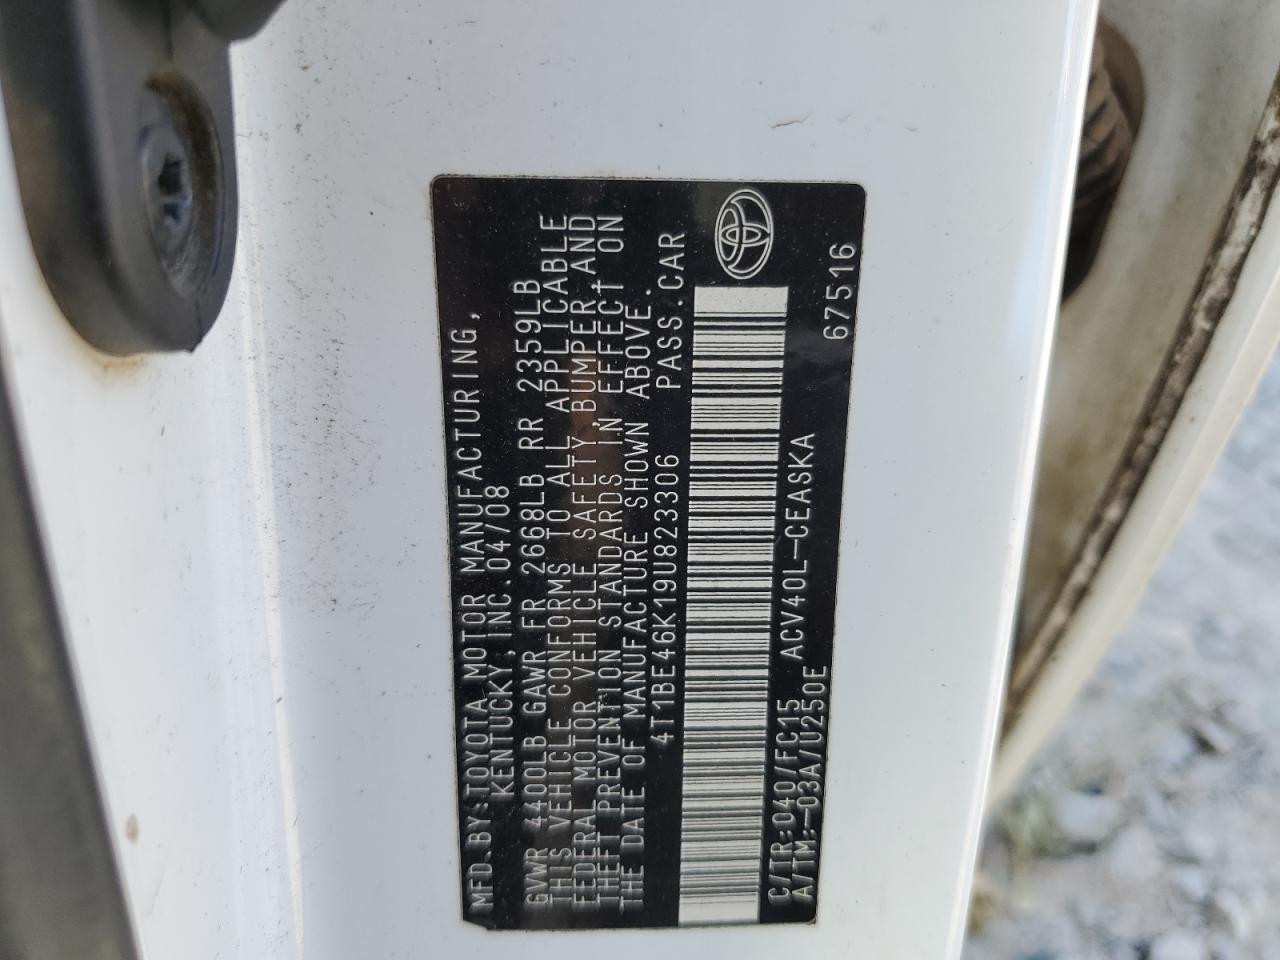 MFD.BY:TOYOTA MOTOR MANUFACTURING,
KENTUCKY,INC.04/08
GVWR 4400LB GAWR FR 2668LB RR 2359LB
THIS VEHICLE CONFORMS TO ALL APPLICABLE
FEDERAL MOTOR VEHICLE SAFETY,BUMPER,AND
THEFT PREVENTION STANDARDS IN EFFECT ON
THE DATE OF MANUFACTURE SHOWN ABOVE.
4T1BE46K19U823306 PASS.CAR
C/TR:040/FC15 ACV40L-CEASKA
A/TM:-03A/U250E
67516